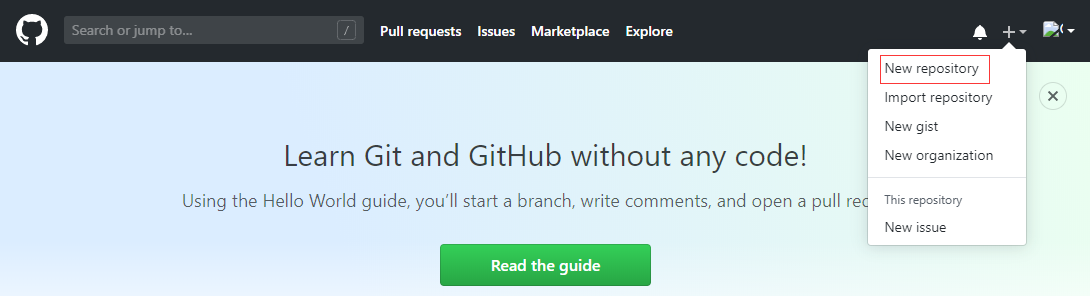 Search or jump to... / Pull requests Issues Marketplace Explore
New repository
Import repository
New gist
New organization
This repository
New issue
Learn Git and GitHub without any code!
Using the Hello World guide, you’ll start a branch, write comments, and open a pull
Read the guide